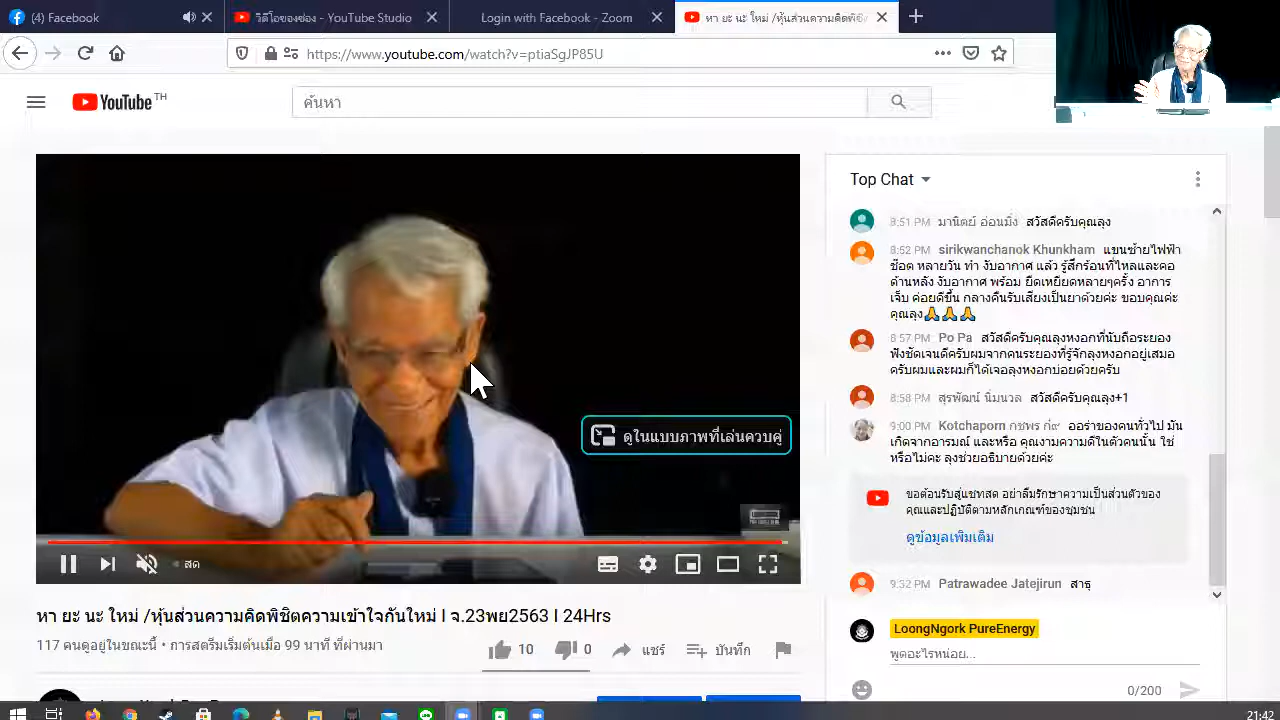 Facebook
วิดีโอของช่อง - YouTube Studio
Login with Facebook - Zoom
หา ยะ นะ ใหม่ /หุ้นส่วนความคิดพิชิ
https://www.youtube.com/watch?v=ptiaSgJP85U
YouTube TH
ค้นหา
ดูในแบบภาพที่เล่นควบคู่
สด
หา ยะ นะ ใหม่ /หุ้นส่วนความคิดพิชิตความเข้าใจกันใหม่ I จ.23พย2563 I 24Hrs
117 คนดูอยู่ในขณะนี้ • การสตรีมเริ่มต้นเมื่อ 99 นาที ที่ผ่านมา
10
0
แชร์
บันทึก
Top Chat
8:51 PM มานิตย์ อ่อนมิ่ง สวัสดีครับคุณลุง
8:52 PM sirikwanchanok Khunkham แขนซ้ายไฟฟ้า
ช๊อต หลายวัน ทำ งับอากาศ แล้ว รู้สึกร้อนที่ไหลและคอ
ด้านหลัง งับอากาศ พร้อม ยืดเหยียดหลายๆครั้ง อาการ
เจ็บ ค่อยดีขึ้น กลางคืนรับเสียงเป็นยาด้วยค่ะ ขอบคุณค่ะ
คุณลุง🙏🙏🙏
8:57 PM Po Pa สวัสดีครับคุณลุงหงอกที่นับถือระยอง
ฟังชัดเจนดีครับผมจากคนระยองที่รู้จักลุงหงอกอยู่เสมอ
ครับผมและผมก็ได้เจอลุงหงอกบ่อยด้วยครับ
8:58 PM สุรพัฒน์ นิ่มนวล สวัสดีครับคุณลุง+1
9:00 PM Kotchaporn กชพร กี่๙ ออร่าของคนทั่วไป มัน
เกิดจากอารมณ์ และหรือ คุณงามความดีในตัวคนนั้น ใช่
หรือไม่คะ ลุงช่วยอธิบายด้วยค่ะ
ขอต้อนรับสู่แชทสด อย่าลืมรักษาความเป็นส่วนตัวของ
คุณและปฏิบัติตามหลักเกณฑ์ของชุมชน
ดูข้อมูลเพิ่มเติม
9:32 PM Patrawadee Jatejirun สาธุ
LoongNgork PureEnergy
พูดอะไรหน่อย...
0/200
21:42